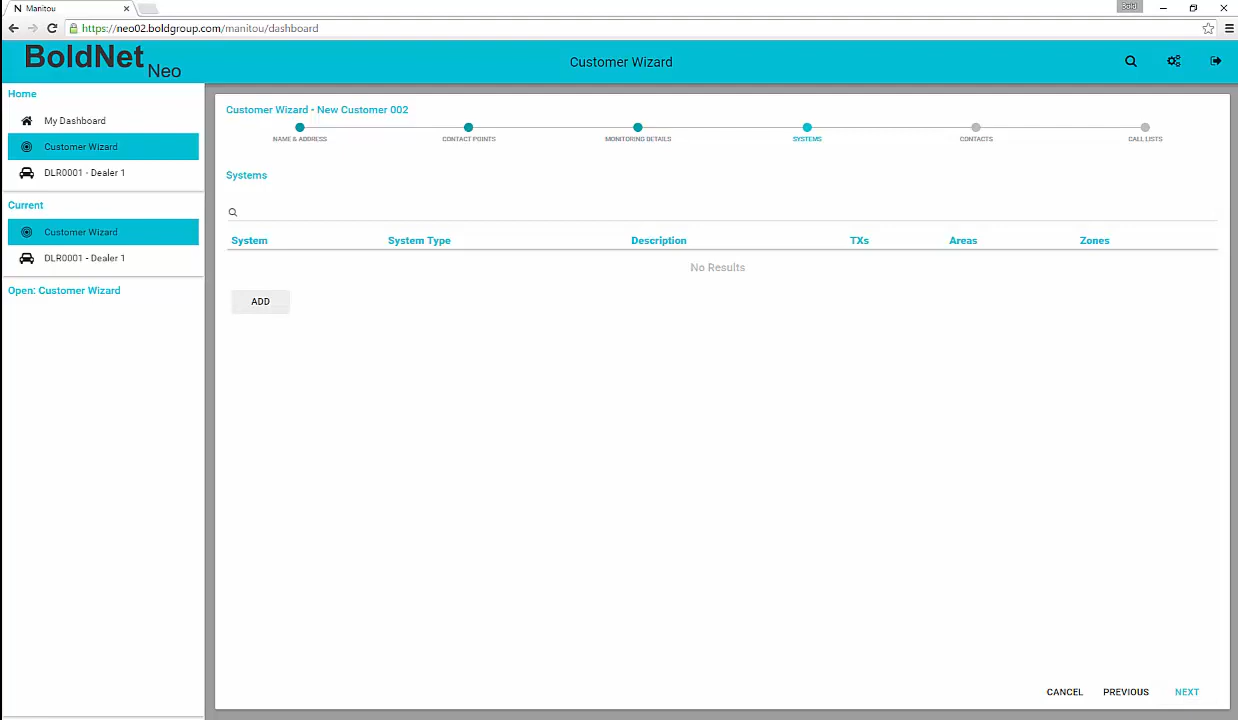 Manitou
Bold
https://neo02.boldgroup.com/manitou/dashboard
BoldNet Neo
Customer Wizard
Home
My Dashboard
Customer Wizard
DLR0001 - Dealer 1
Current
Customer Wizard
DLR0001 - Dealer 1
Open: Customer Wizard
Customer Wizard - New Customer 002
NAME & ADDRESS CONTACT POINTS MONITORING DETAILS SYSTEMS CONTACTS CALL LISTS
Systems
System System Type Description TXs Areas Zones
No Results
ADD
CANCEL PREVIOUS NEXT